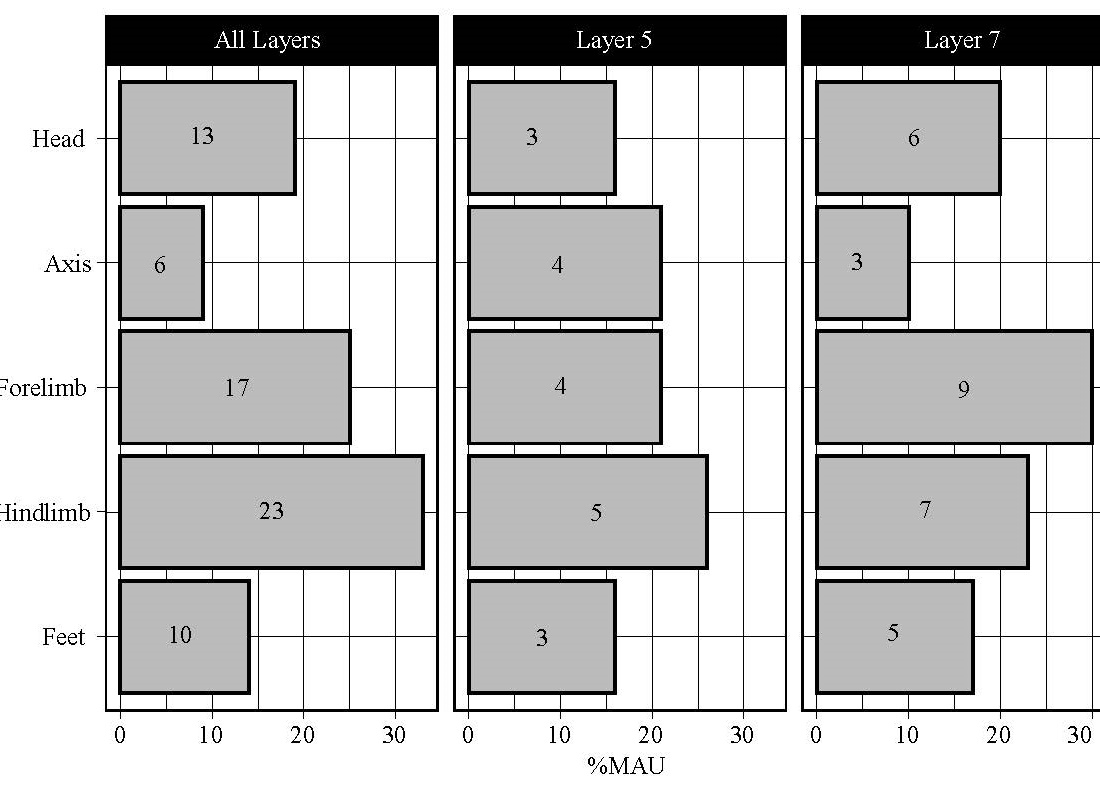 All Layers Layer 5 Layer 7
Head 13 3 6
Axis 6 4 3
Forelimb 17 4 9
Hindlimb 23 5 7
Feet 10 3 5
0 10 20 30 0 10 20 30 0 10 20 30
%MAU